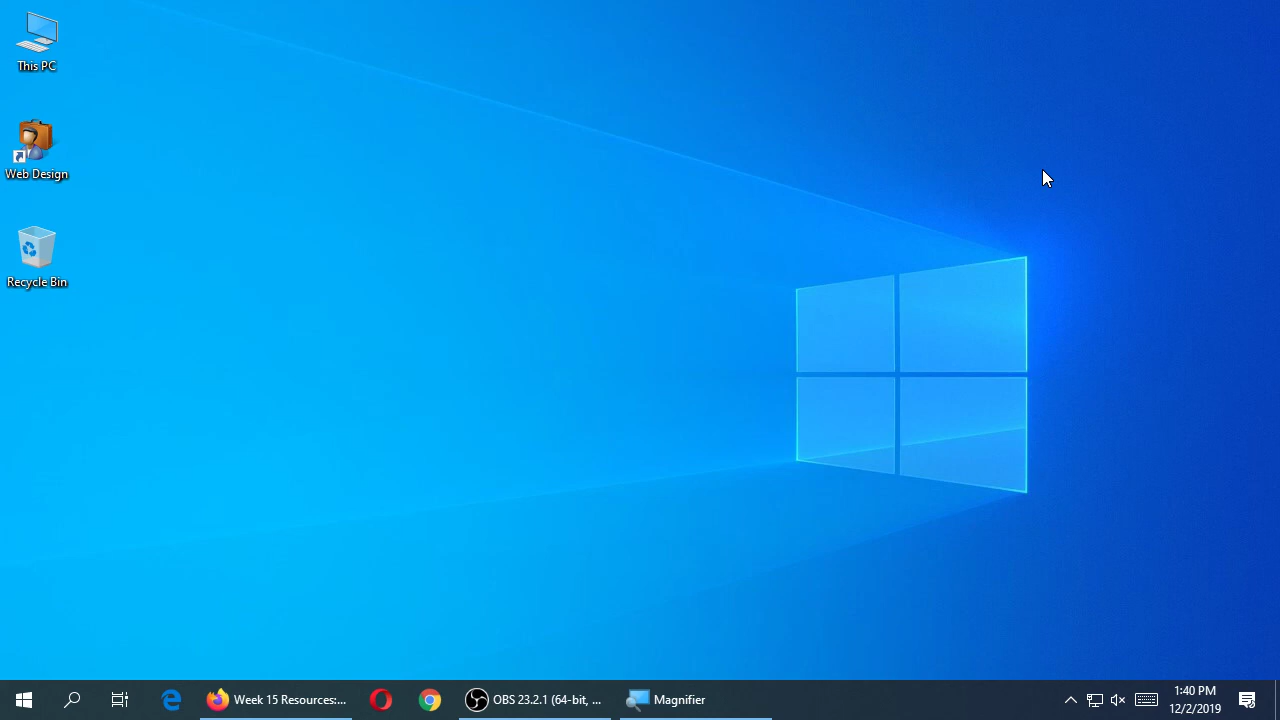 This PC
Web Design
Recycle Bin
Week 15 Resources:...
OBS 23.2.1 (64-bit, ...
Magnifier
1:40 PM
12/2/2019